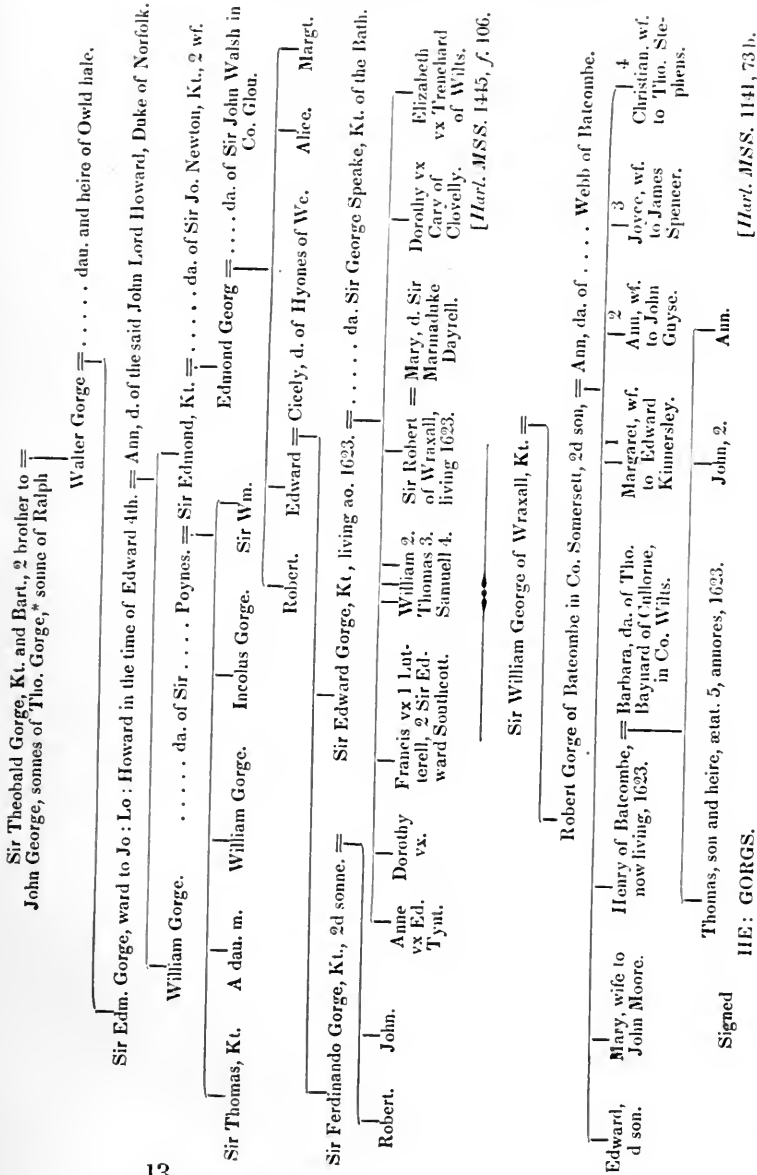 Sir Theobald Gorge, Kt. and Bart., 2 brother to =
John George, sonnes of Tho. Gorge,* sonne of Ralph
Walter Gorge = . . . . . dau. and heire of Owld hale.
Sir Edm. Gorge, ward to Jo : Lo : Howard in the time of Edward 4th. = Ann, d. of the said John Lord Howard, Duke of Norfolk.
William Gorge. . . . . . da. of Sir . . . . Poynes. = Sir Edmond, Kt. = . . . . . da. of Sir Jo. Newton, Kt., 2 wf.
Sir Thomas, Kt. A dau. m. William Gorge. Incolus Gorge. Sir Wm. Edmond Georg = . . . . da. of Sir John Walsh in
Co. Glou.
Robert. Edward = Cicely, d. of Hyones of We. Alice. Margt.
Sir Ferdinando Gorge, Kt., 2d sonne. = Sir Edward Gorge, Kt , living ao. 1623. = . . . . . da. Sir George Speake, Kt. of the Bath.
Robert. John.
Anne
vx Ed.
Tynt.
Dorothy
vx.
Francis vx 1 Lut-
terell, 2 Sir Ed-
ward Southcott.
William 2.
Thomas 3.
Samuell 4.
Sir Robert
of Wraxall,
living 1623.
= Mary, d. Sir
Marmaduke
Dayrell.
Dorothy vx
Cary of
Clovelly.
Elizabeth
vx Trenchard
of Wilts.
[Harl. MSS. 1445, f. 106.
Sir William George of Wraxall, Kt. =
Robert Gorge of Batcombe in Co. Somersett, 2d son, = Ann, da. of . . . . Webb of Batcombe.
Edward,
d son.
Mary, wife to
John Moore.
Henry of Batcombe,
now living, 1623.
= Barbara, da. of Tho.
Baynard of Cullorne,
in Co. Wilts.
1
Margaret, wf.
to Edward
Kinnersley.
2
Ann, wf.
to John
Guyse.
3
Joyce, wf.
to James
Spencer.
4
Christian, wf.
to Tho. Ste-
phens.
Thomas, son and heire, ætat. 5, annores, 1623. John, 2. Ann.
Signed HE: GORGS.
[Harl. MSS. 1141, 73 b.
13